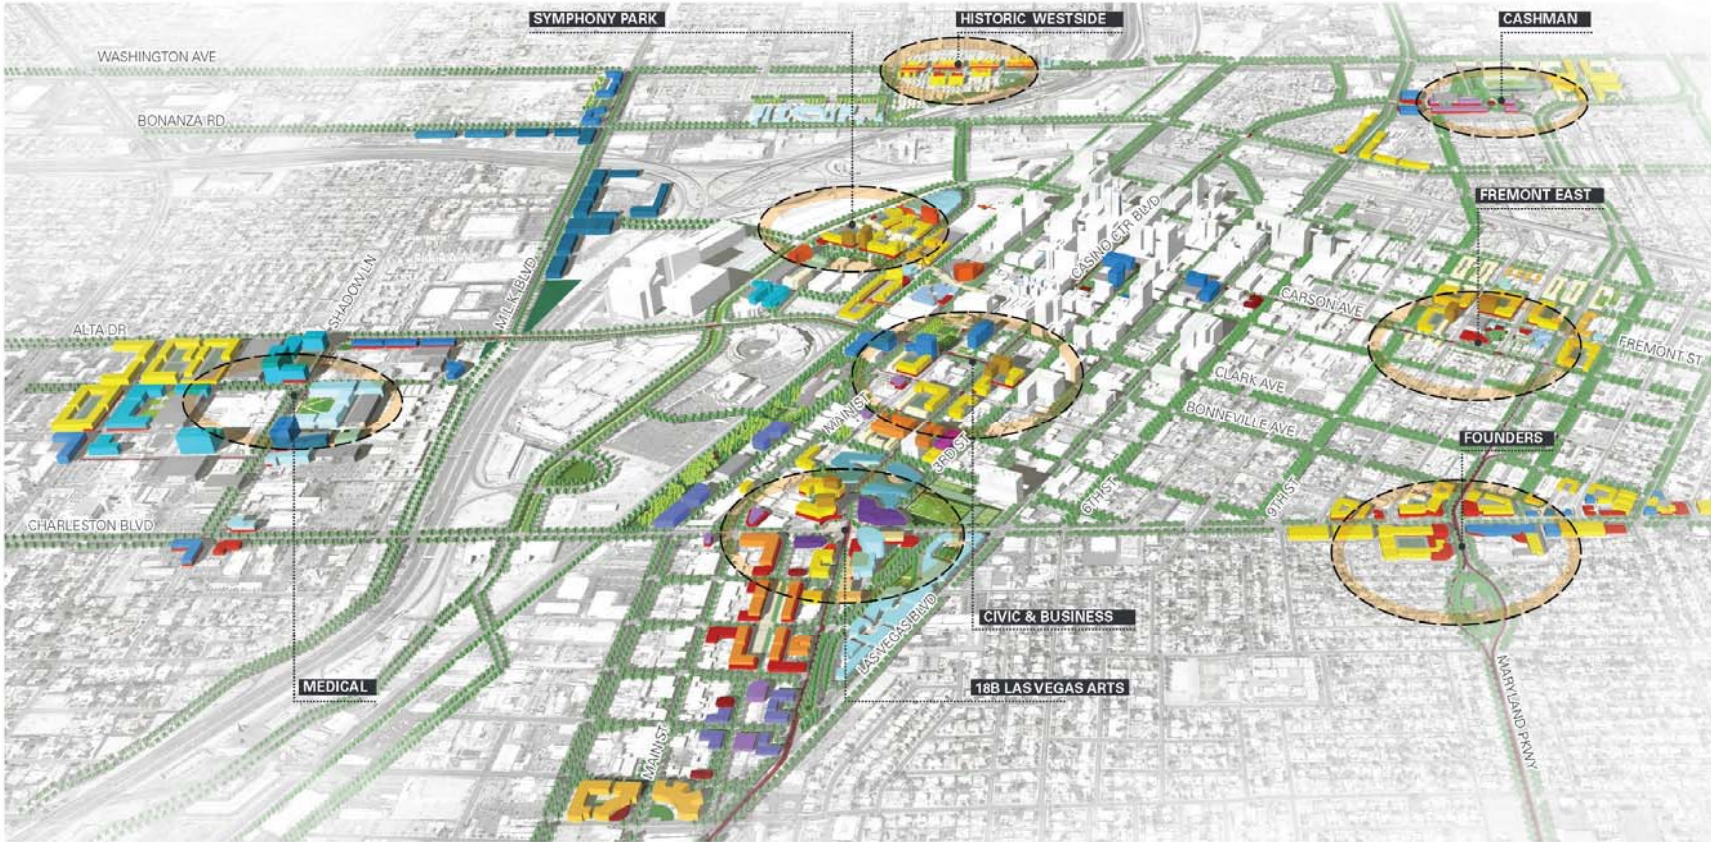 SYMPHONY PARK
HISTORIC WESTSIDE
CASHMAN
WASHINGTON AVE
BONANZA RD
FREMONT EAST
CASINO CTR BLVD
SHADOW LN
M.L.K. BLVD
CARSON AVE
ALTA DR
FREMONT ST
CLARK AVE
MAIN ST
BONNEVILLE AVE
FOUNDERS
3RD ST
6TH ST
9TH ST
CHARLESTON BLVD
CIVIC & BUSINESS
LAS VEGAS BLVD
MEDICAL
18B LAS VEGAS ARTS
MARYLAND PKWY
MAIN ST